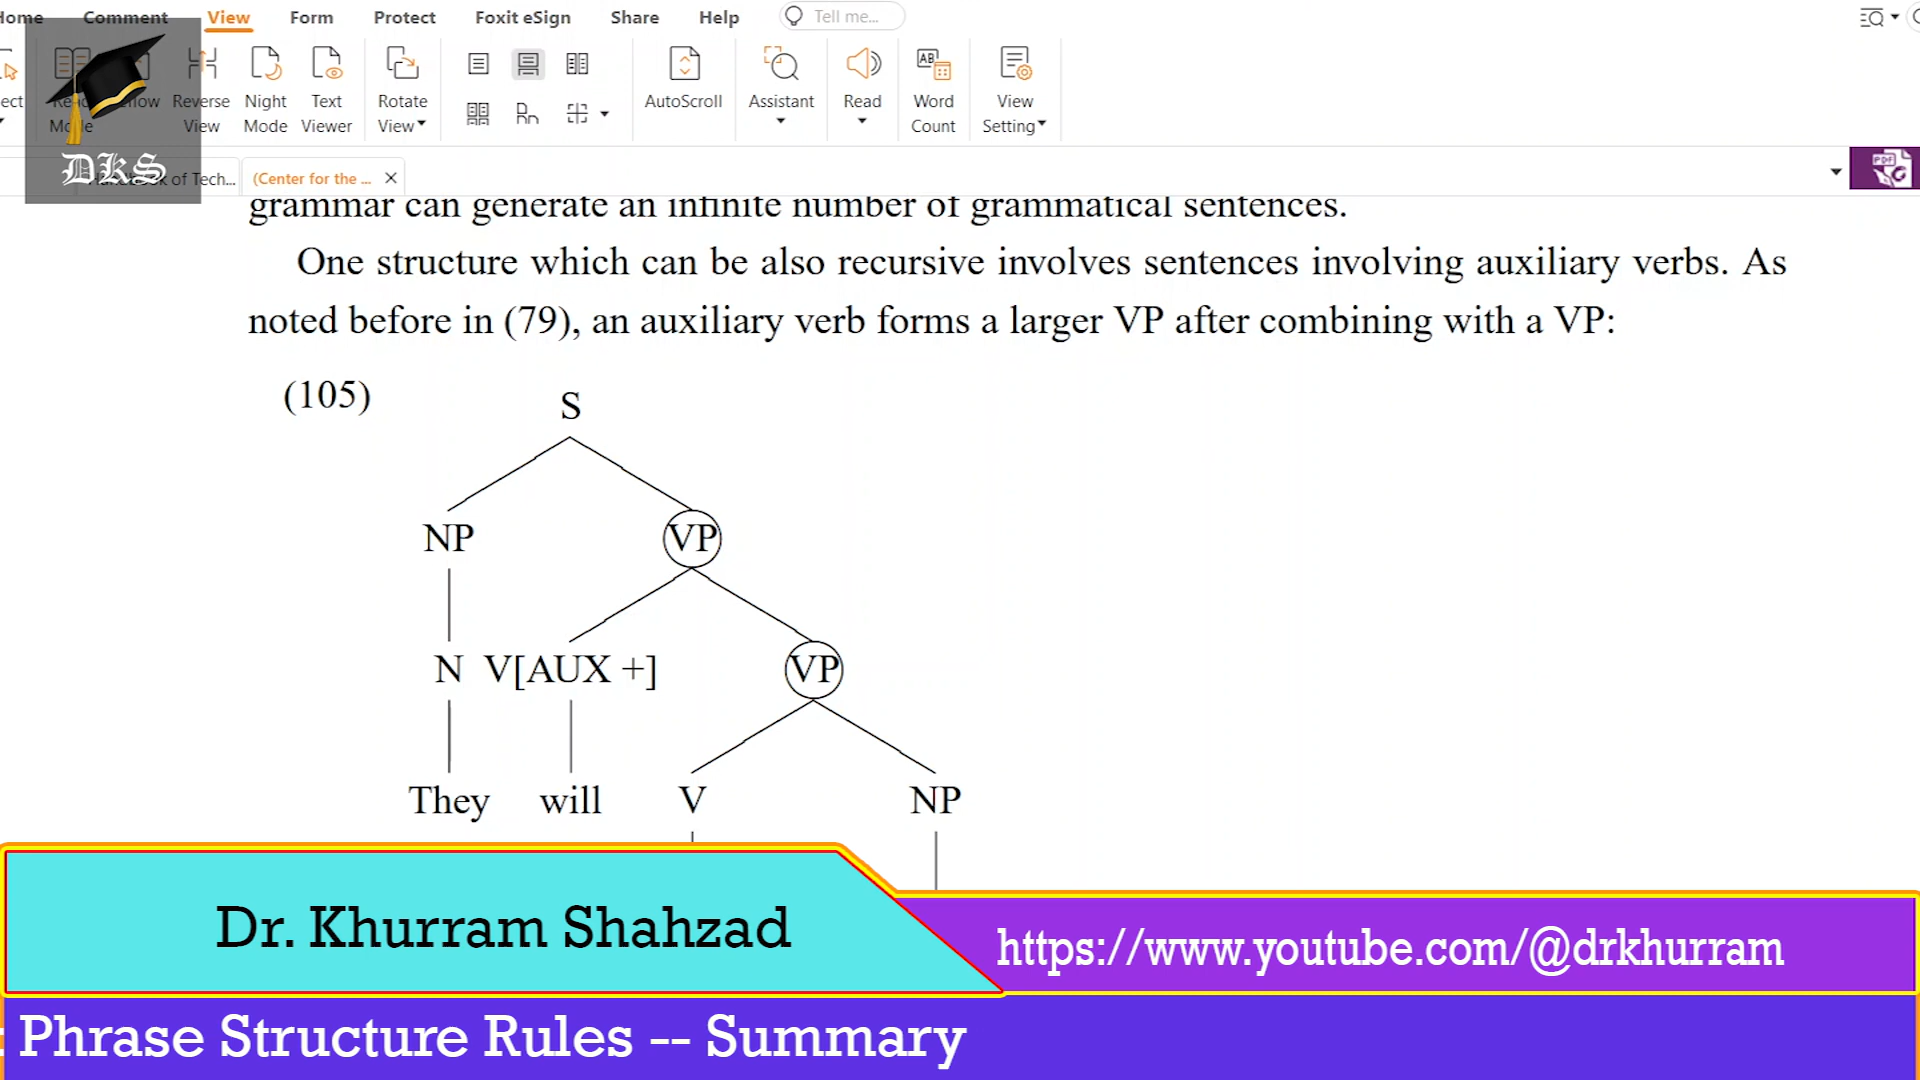 Home Comment View Form Protect Foxit eSign Share Help Tell me...
Reverse View
Night Mode
Text Viewer
Rotate View
AutoScroll
Assistant
Read
Word Count
View Setting
DKS
of Tech...
(Center for the ...
grammar can generate an infinite number of grammatical sentences.
One structure which can be also recursive involves sentences involving auxiliary verbs. As
noted before in (79), an auxiliary verb forms a larger VP after combining with a VP:
(105)
S
NP VP
N V[AUX +] VP
They will V NP
Dr. Khurram Shahzad
https://www.youtube.com/@drkhurram
Phrase Structure Rules -- Summary